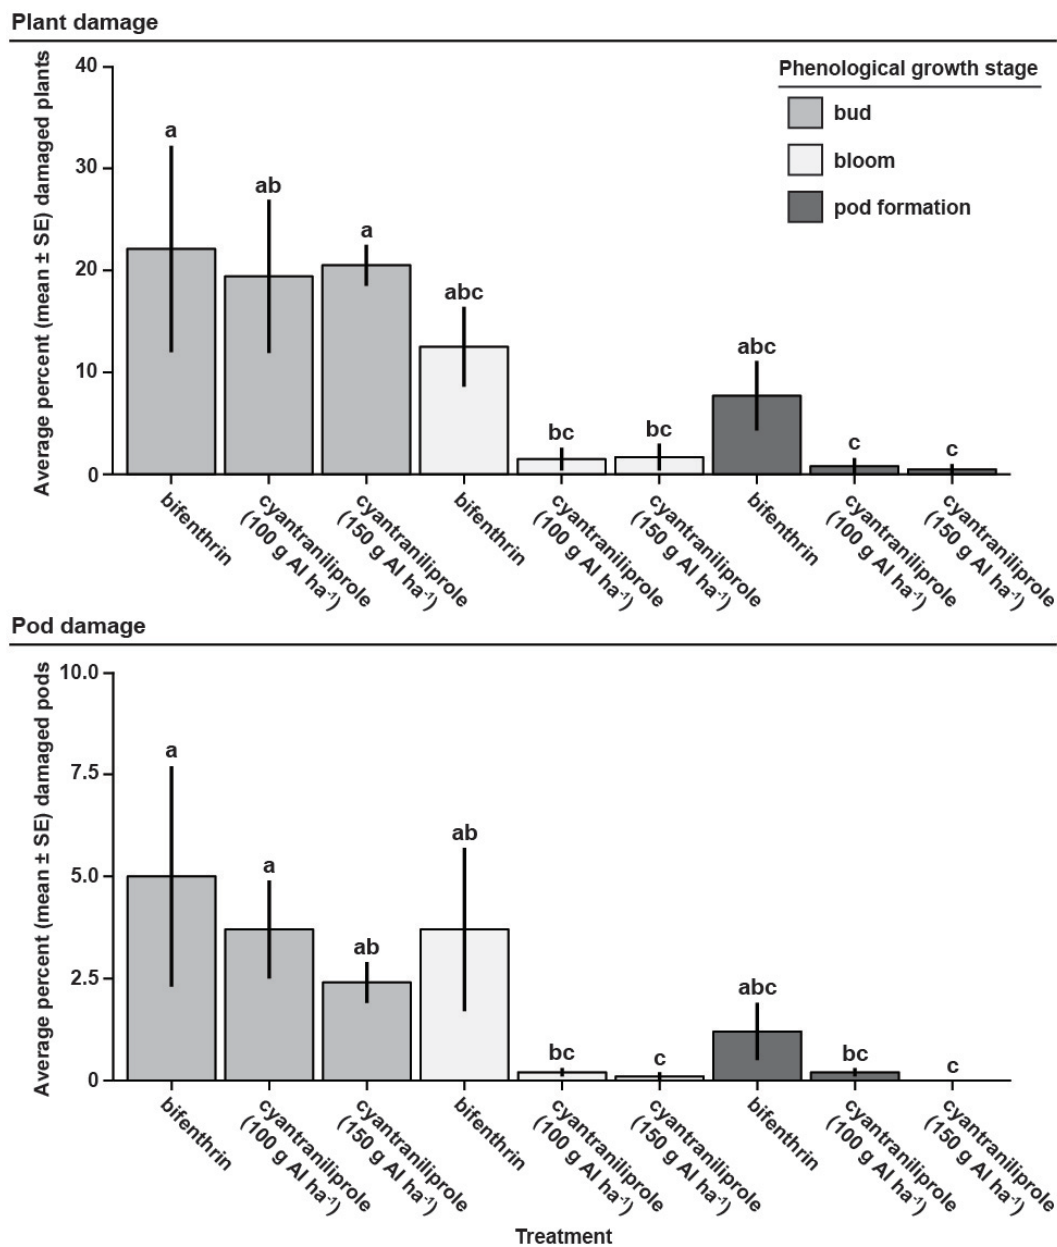 Plant damage
Average percent (mean ± SE) damaged plants
40
30
20
10
0
a
ab
a
abc
bc
bc
abc
c
c
Phenological growth stage
bud
bloom
pod formation
bifenthrin
cyantraniliprole
(100 g AI ha⁻¹)
cyantraniliprole
(150 g AI ha⁻¹)
bifenthrin
cyantraniliprole
(100 g AI ha⁻¹)
cyantraniliprole
(150 g AI ha⁻¹)
bifenthrin
cyantraniliprole
(100 g AI ha⁻¹)
cyantraniliprole
(150 g AI ha⁻¹)
Pod damage
Average percent (mean ± SE) damaged pods
10.0
7.5
5.0
2.5
0
a
a
ab
ab
bc
c
abc
bc
c
bifenthrin
cyantraniliprole
(100 g AI ha⁻¹)
cyantraniliprole
(150 g AI ha⁻¹)
bifenthrin
cyantraniliprole
(100 g AI ha⁻¹)
cyantraniliprole
(150 g AI ha⁻¹)
bifenthrin
cyantraniliprole
(100 g AI ha⁻¹)
cyantraniliprole
(150 g AI ha⁻¹)
Treatment